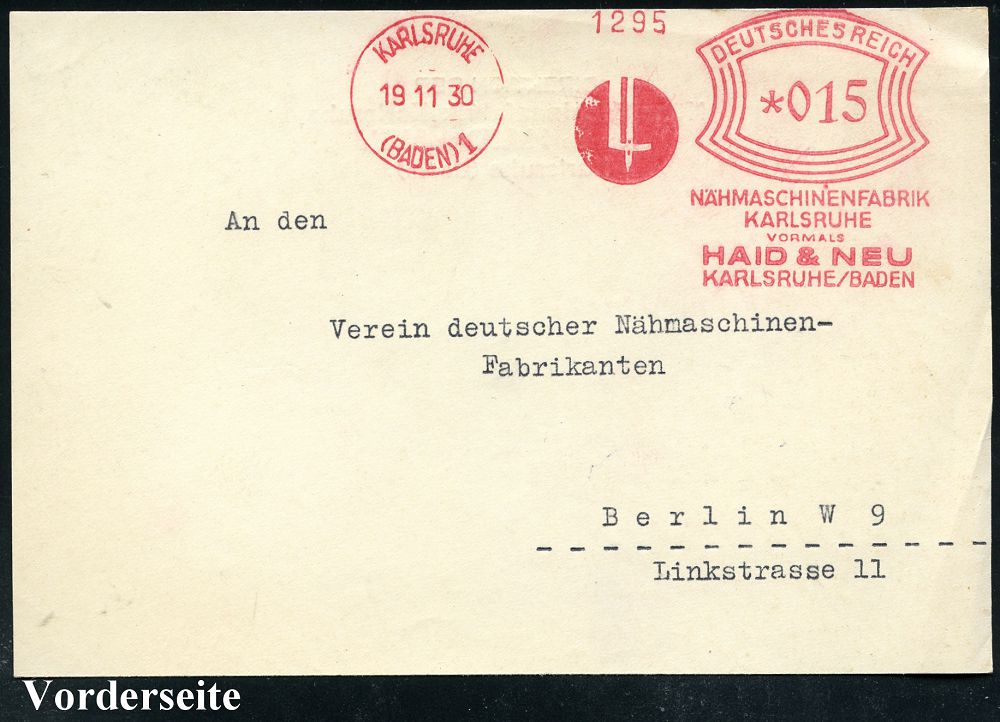 1295
KARLSRUHE
19 11 30
(BADEN) 1
DEUTSCHES REICH
*015
NÄHMASCHINENFABRIK
KARLSRUHE
VORMALS
HAID & NEU
KARLSRUHE/BADEN
An den
Verein deutscher Nähmaschinen-
Fabrikanten
Berlin W 9
Linkstrasse 11
Vorderseite